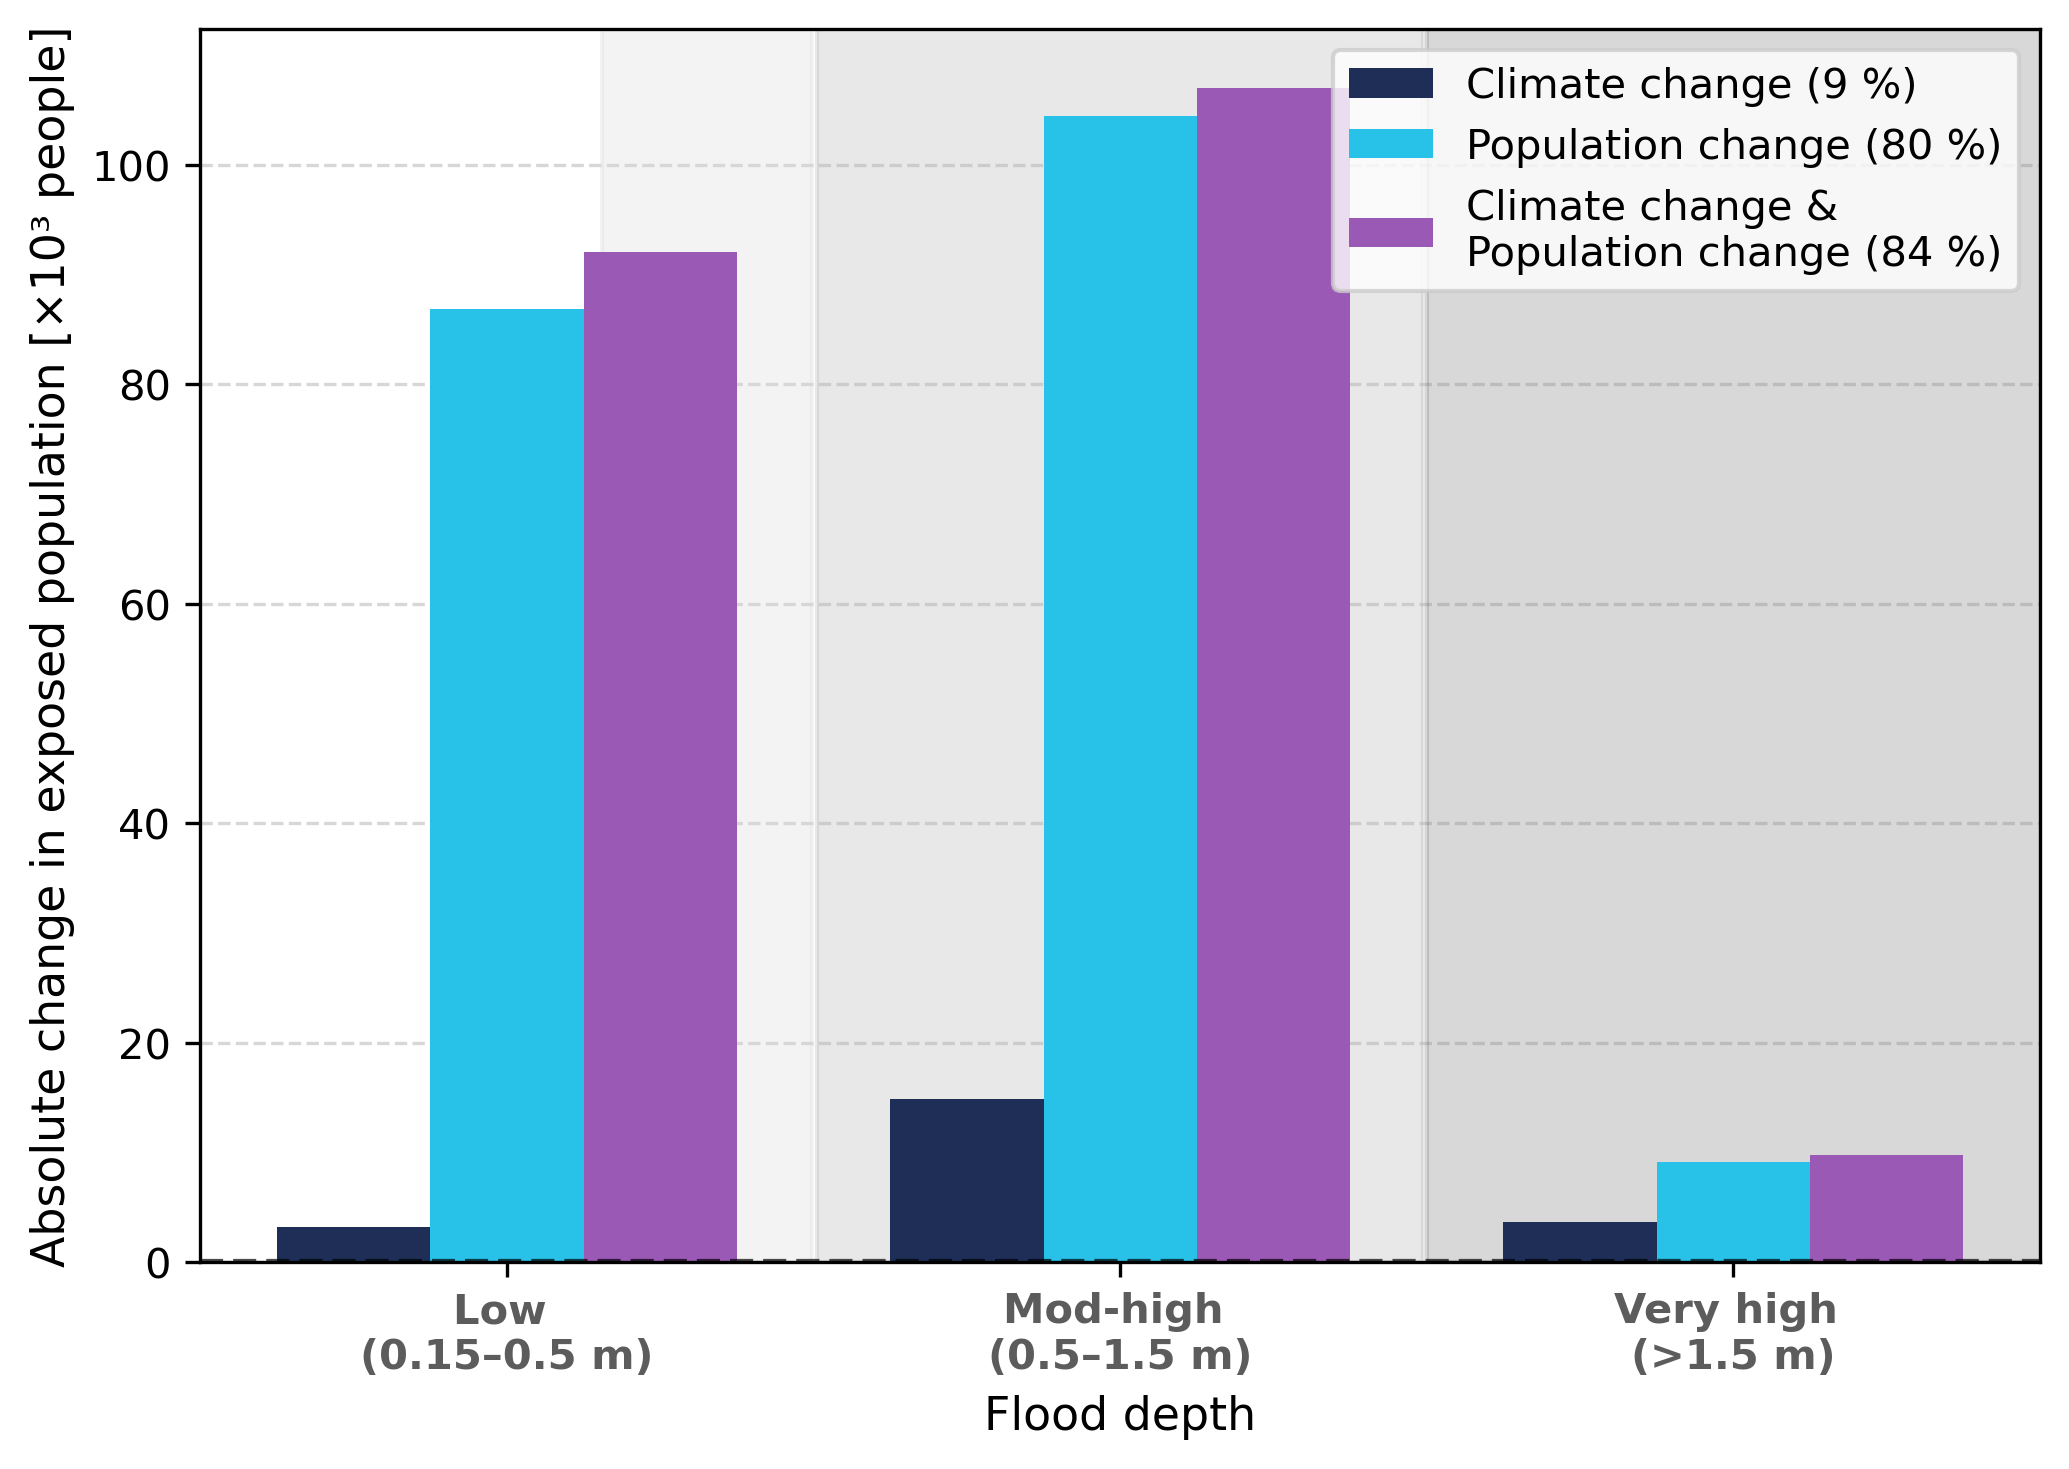 Absolute change in exposed population [×10³ people]
100
80
60
40
20
0
Climate change (9 %)
Population change (80 %)
Climate change &
Population change (84 %)
Low
(0.15–0.5 m)
Mod-high
(0.5–1.5 m)
Very high
(>1.5 m)
Flood depth